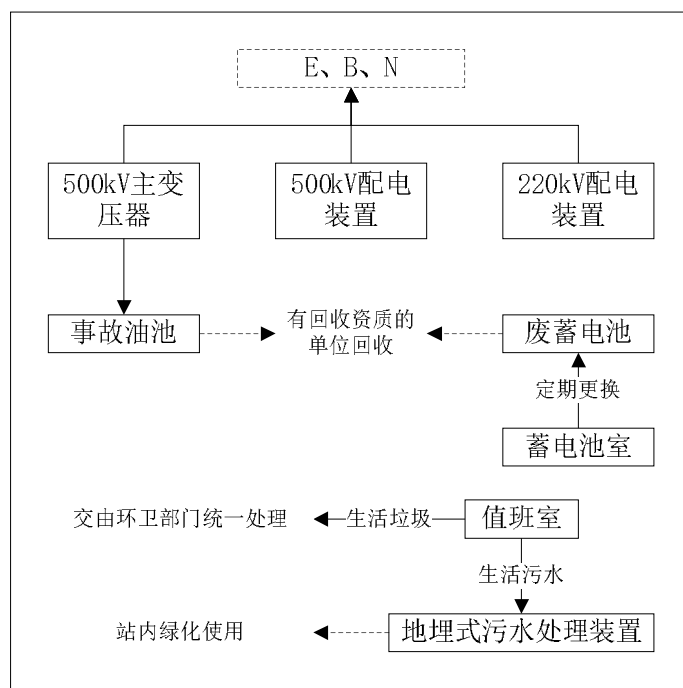 E、B、N
500kV主变
压器
500kV配电
装置
220kV配电
装置
事故油池
有回收资质的
单位回收
废蓄电池
定期更换
蓄电池室
交由环卫部门统一处理
生活垃圾
值班室
生活污水
站内绿化使用
地埋式污水处理装置